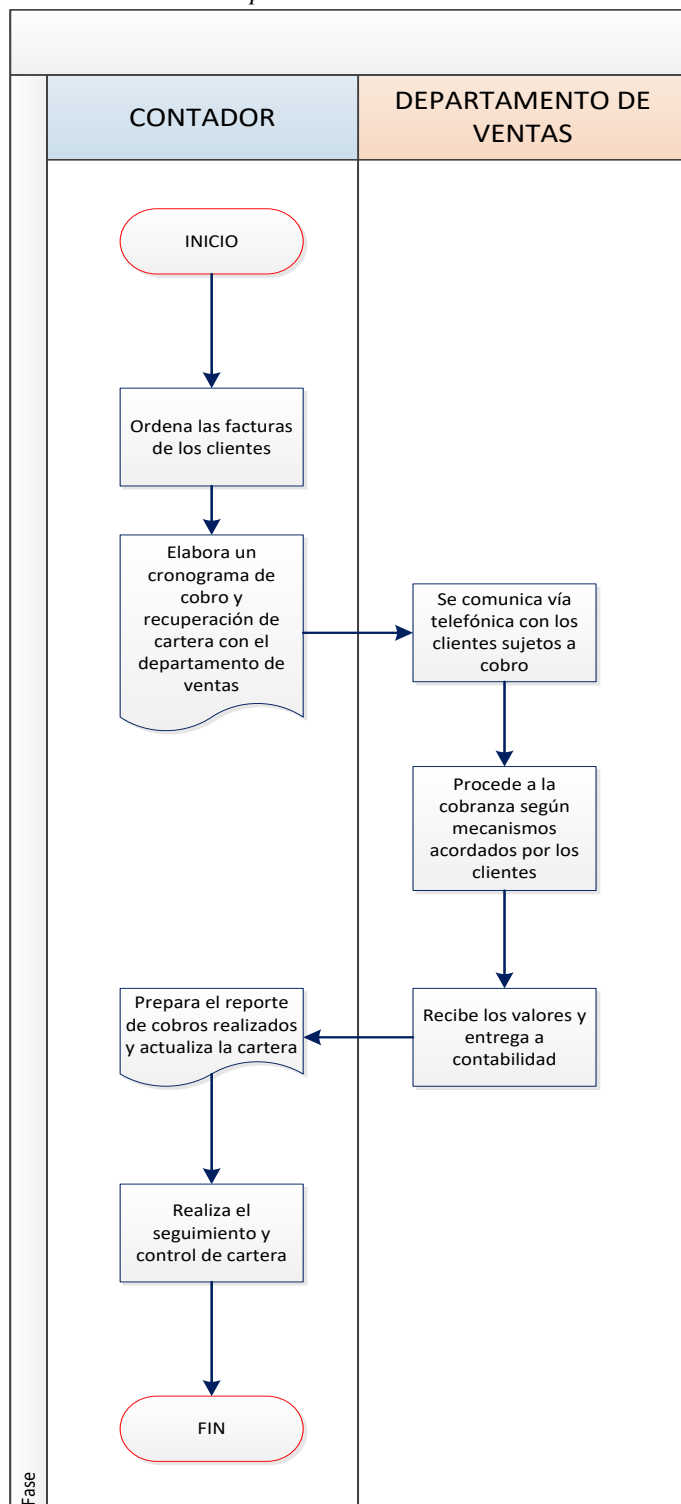 CONTADOR
DEPARTAMENTO DE
VENTAS
INICIO
Ordena las facturas
de los clientes
Elabora un
cronograma de
cobro y
recuperación de
cartera con el
departamento de
ventas
Se comunica vía
telefónica con los
clientes sujetos a
cobro
Procede a la
cobranza según
mecanismos
acordados por los
clientes
Recibe los valores y
entrega a
contabilidad
Prepara el reporte
de cobros realizados
y actualiza la cartera
Realiza el
seguimiento y
control de cartera
FIN
Fase